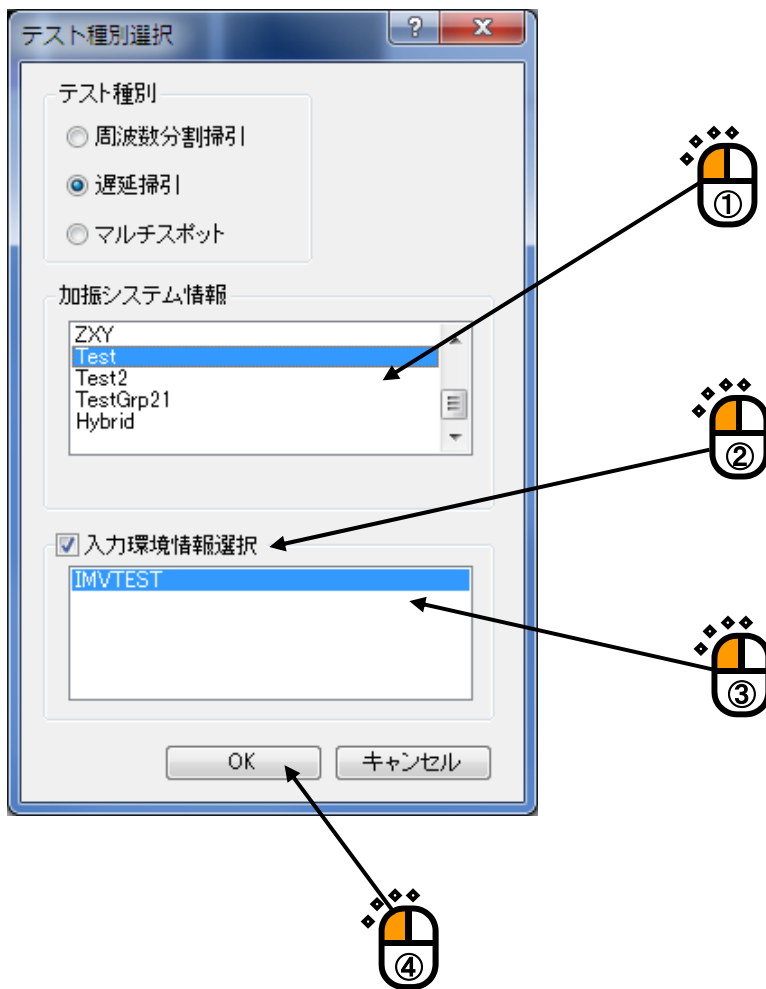 テスト種別選択
?
テスト種別
周波数分割掃引
遅延掃引
マルチスポット
①
加振システム情報
ZXY
Test
Test2
TestGrp21
Hybrid
②
入力環境情報選択
IMVTEST
③
OK
キャンセル
④